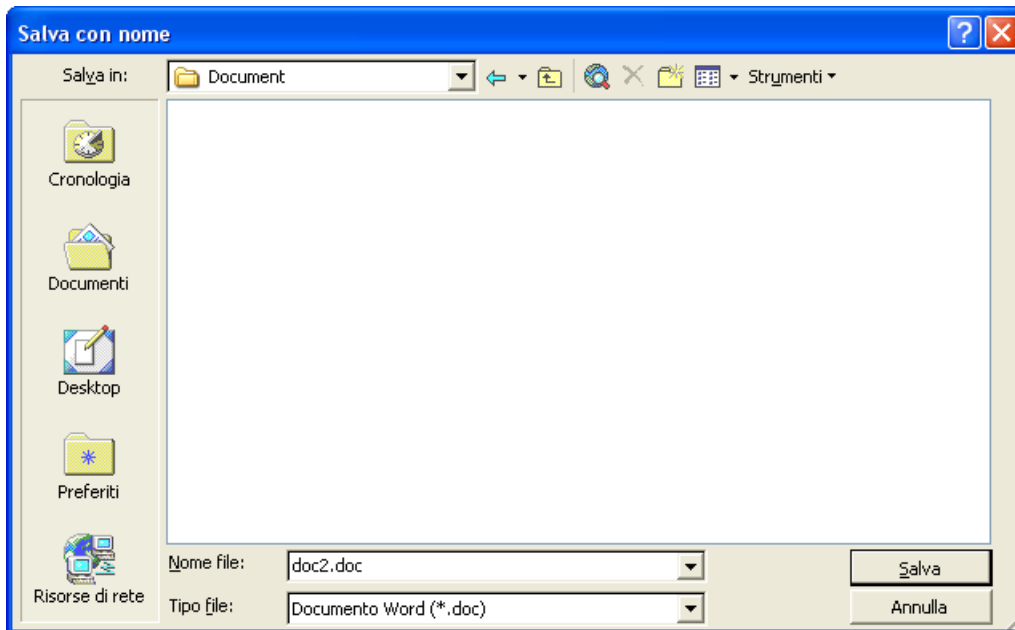 Salva con nome
Salva in:
Document
Strumenti
Cronologia
Documenti
Desktop
Preferiti
Risorse di rete
Nome file:
doc2.doc
Salva
Tipo file:
Documento Word (*.doc)
Annulla